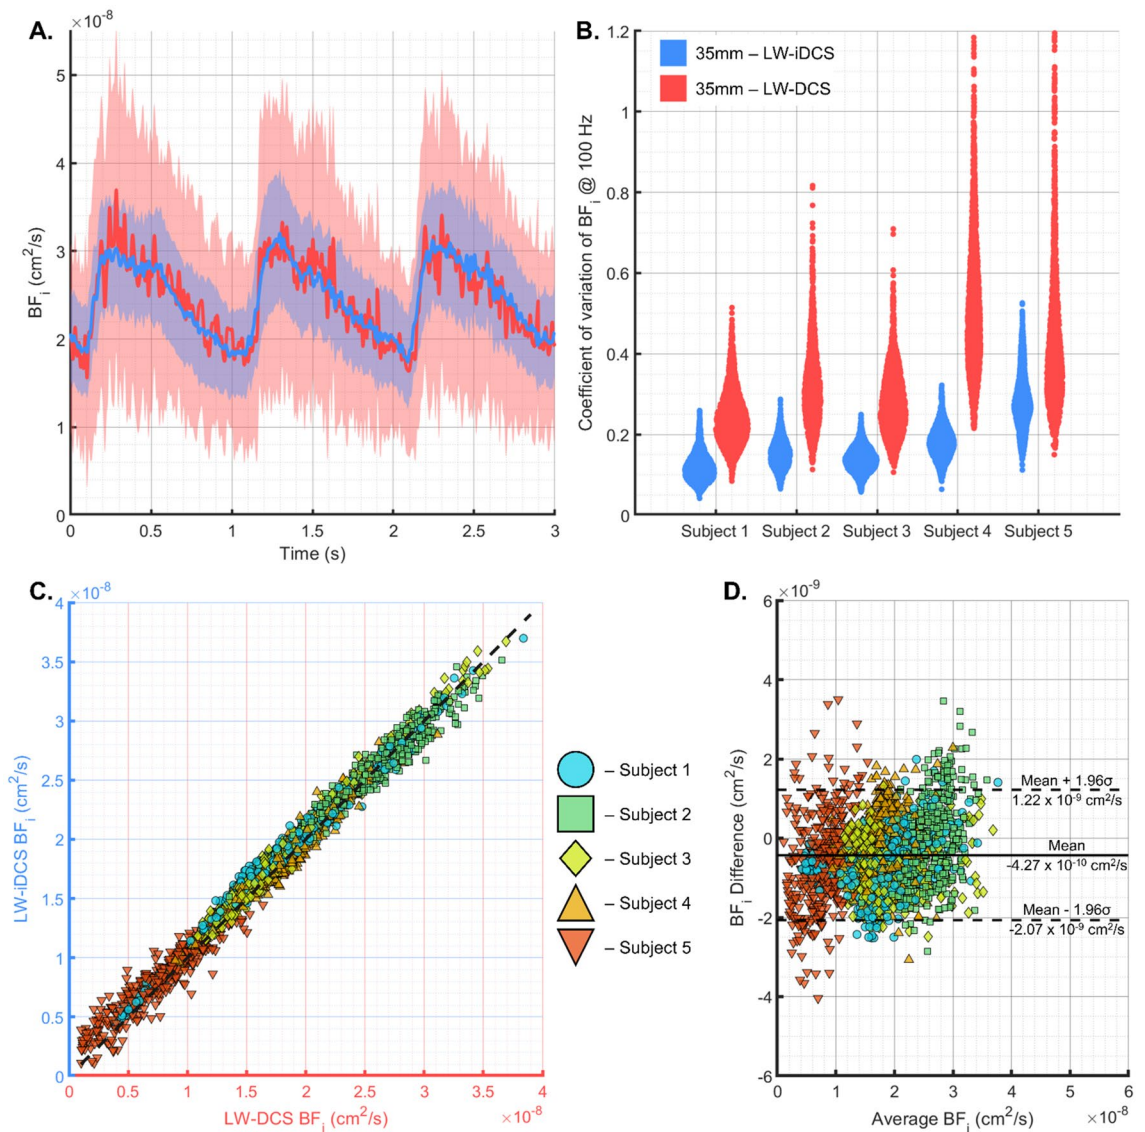 A.
×10⁻⁸
5
4
3
2
1
0
BFᵢ (cm²/s)
0 0.5 1 1.5 2 2.5 3
Time (s)
B.
1.2
1
0.8
0.6
0.4
0.2
0
Coefficient of variation of BFᵢ @ 100 Hz
35mm – LW-iDCS
35mm – LW-DCS
Subject 1 Subject 2 Subject 3 Subject 4 Subject 5
C.
×10⁻⁸
4
3.5
3
2.5
2
1.5
1
0.5
0
LW-iDCS BFᵢ (cm²/s)
0 0.5 1 1.5 2 2.5 3 3.5 4
LW-DCS BFᵢ (cm²/s)
×10⁻⁸
– Subject 1
– Subject 2
– Subject 3
– Subject 4
– Subject 5
D.
×10⁻⁹
6
4
2
0
-2
-4
-6
BFᵢ Difference (cm²/s)
Mean + 1.96σ
1.22 x 10⁻⁹ cm²/s
Mean
-4.27 x 10⁻¹⁰ cm²/s
Mean - 1.96σ
-2.07 x 10⁻⁹ cm²/s
0 1 2 3 4 5 6
Average BFᵢ (cm²/s)
×10⁻⁸